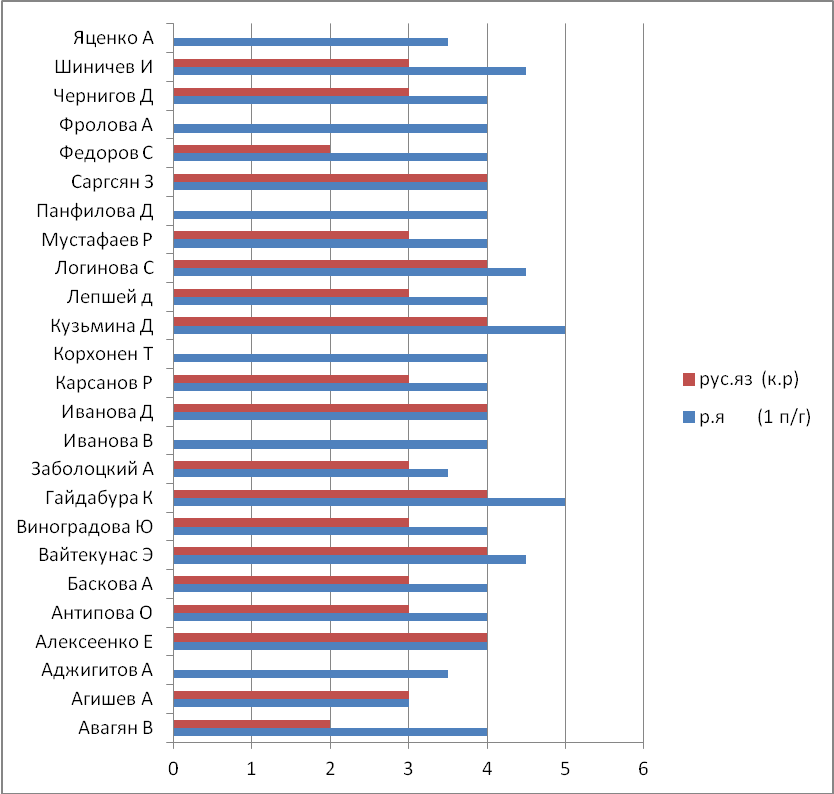 Яценко А
Шиничев И
Чернигов Д
Фролова А
Федоров С
Саргсян З
Панфилова Д
Мустафаев Р
Логинова С
Лепшей д
Кузьмина Д
Корхонен Т
Карсанов Р
Иванова Д
Иванова В
Заболоцкий А
Гайдабура К
Виноградова Ю
Вайтекунас Э
Баскова А
Антипова О
Алексеенко Е
Аджигитов А
Агишев А
Авагян В
0 1 2 3 4 5 6
рус.яз (к.р)
р.я (1 п/г)